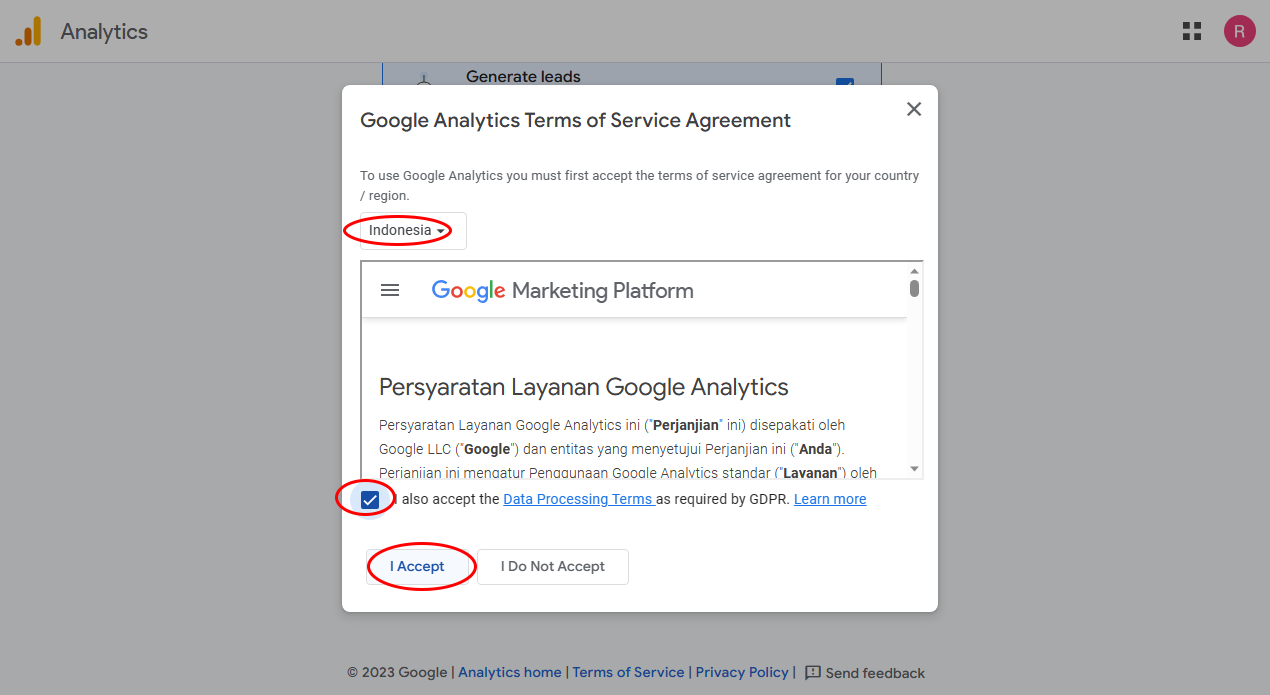 Analytics
R
Generate leads
Google Analytics Terms of Service Agreement
To use Google Analytics you must first accept the terms of service agreement for your country
/ region.
Indonesia
Google Marketing Platform
Persyaratan Layanan Google Analytics
Persyaratan Layanan Google Analytics ini ("Perjanjian" ini) disepakati oleh
Google LLC ("Google") dan entitas yang menyetujui Perjanjian ini ("Anda").
Perjanjian ini mengatur Penggunaan Google Analytics standar ("Layanan") oleh
I also accept the Data Processing Terms as required by GDPR. Learn more
I Accept
I Do Not Accept
© 2023 Google | Analytics home | Terms of Service | Privacy Policy | Send feedback